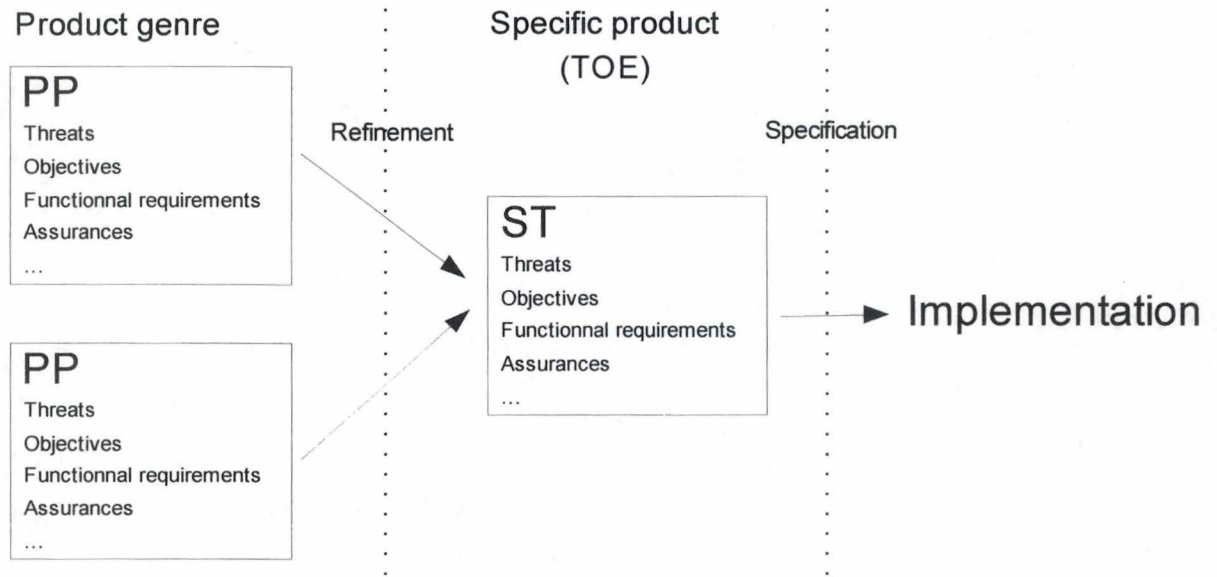 Product genre
PP
Threats
Objectives
Functionnal requirements
Assurances
...
PP
Threats
Objectives
Functionnal requirements
Assurances
...
Refinement
Specific product
(TOE)
ST
Threats
Objectives
Functionnal requirements
Assurances
...
Specification
Implementation